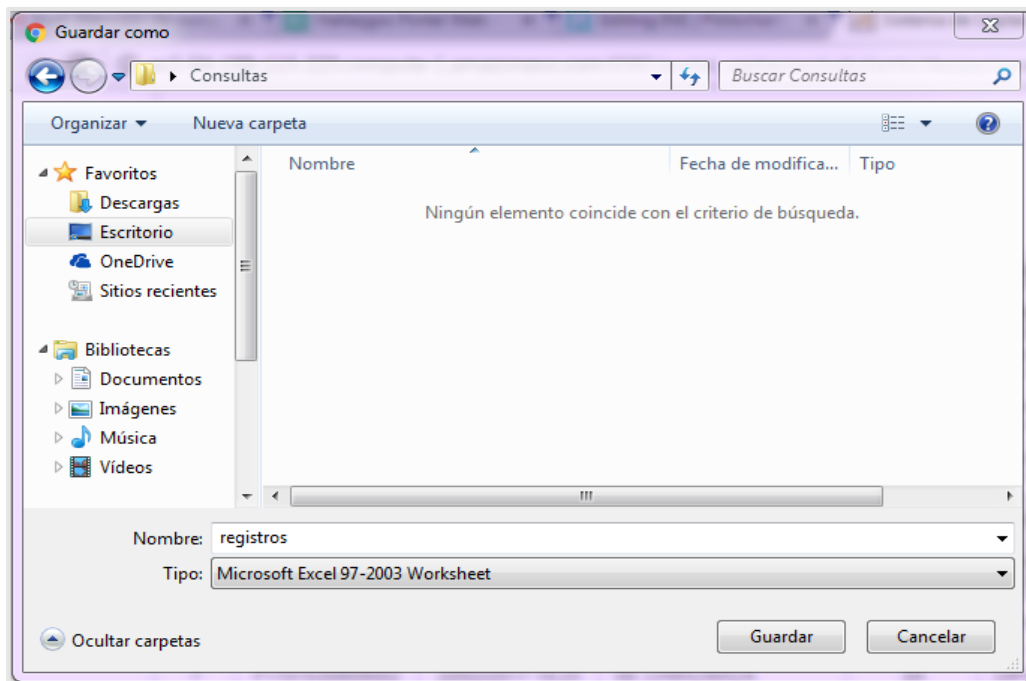 Guardar como
Consultas
Buscar Consultas
Organizar
Nueva carpeta
Nombre
Fecha de modifica...
Tipo
Favoritos
Descargas
Escritorio
OneDrive
Sitios recientes
Bibliotecas
Documentos
Imágenes
Música
Vídeos
Ningún elemento coincide con el criterio de búsqueda.
Nombre: registros
Tipo: Microsoft Excel 97-2003 Worksheet
Ocultar carpetas
Guardar
Cancelar